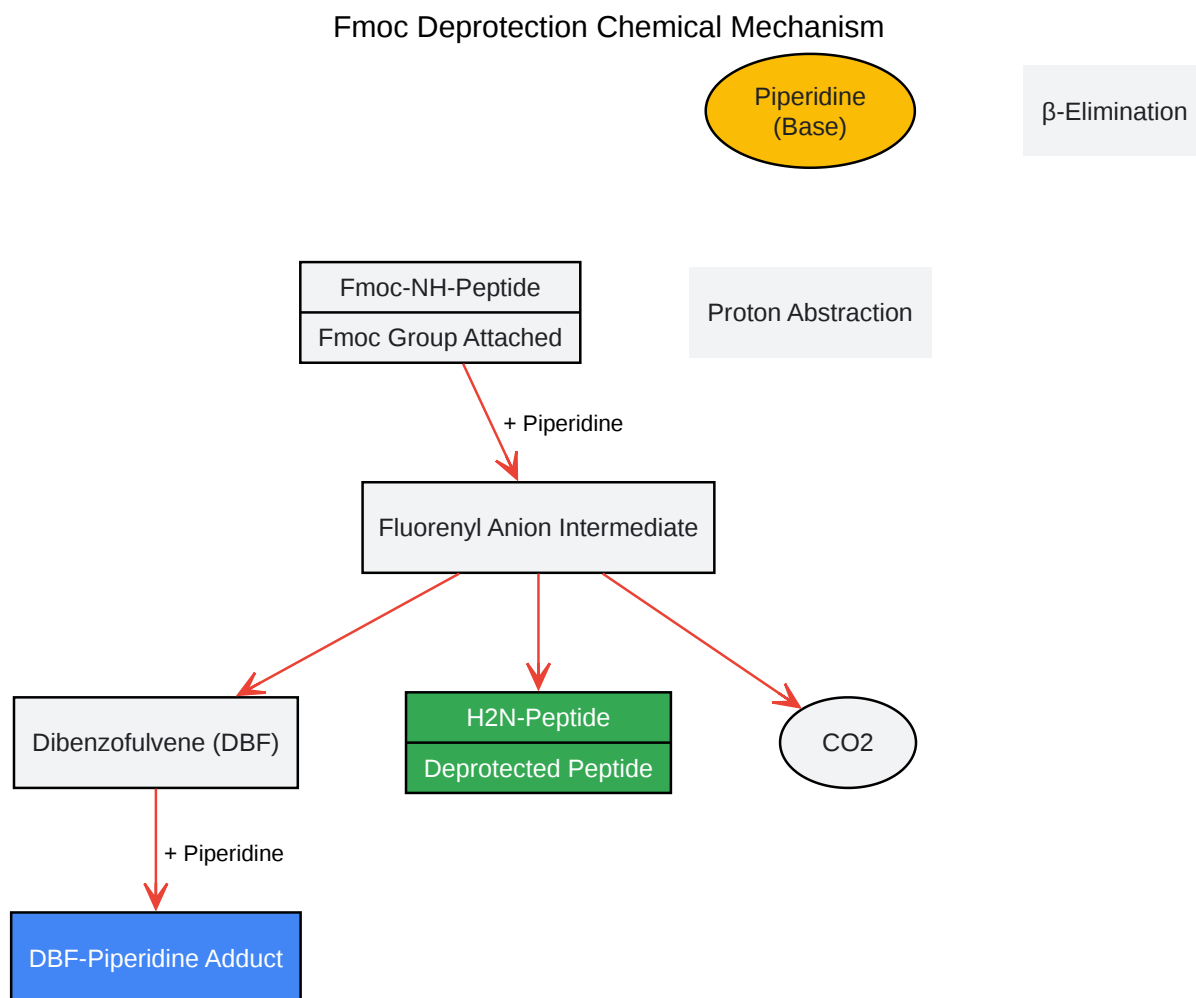 Fmoc Deprotection Chemical Mechanism
Piperidine
(Base)
β-Elimination
Fmoc-NH-Peptide
Fmoc Group Attached
Proton Abstraction
+ Piperidine
Fluorenyl Anion Intermediate
Dibenzofulvene (DBF)
H2N-Peptide
Deprotected Peptide
CO2
+ Piperidine
DBF-Piperidine Adduct